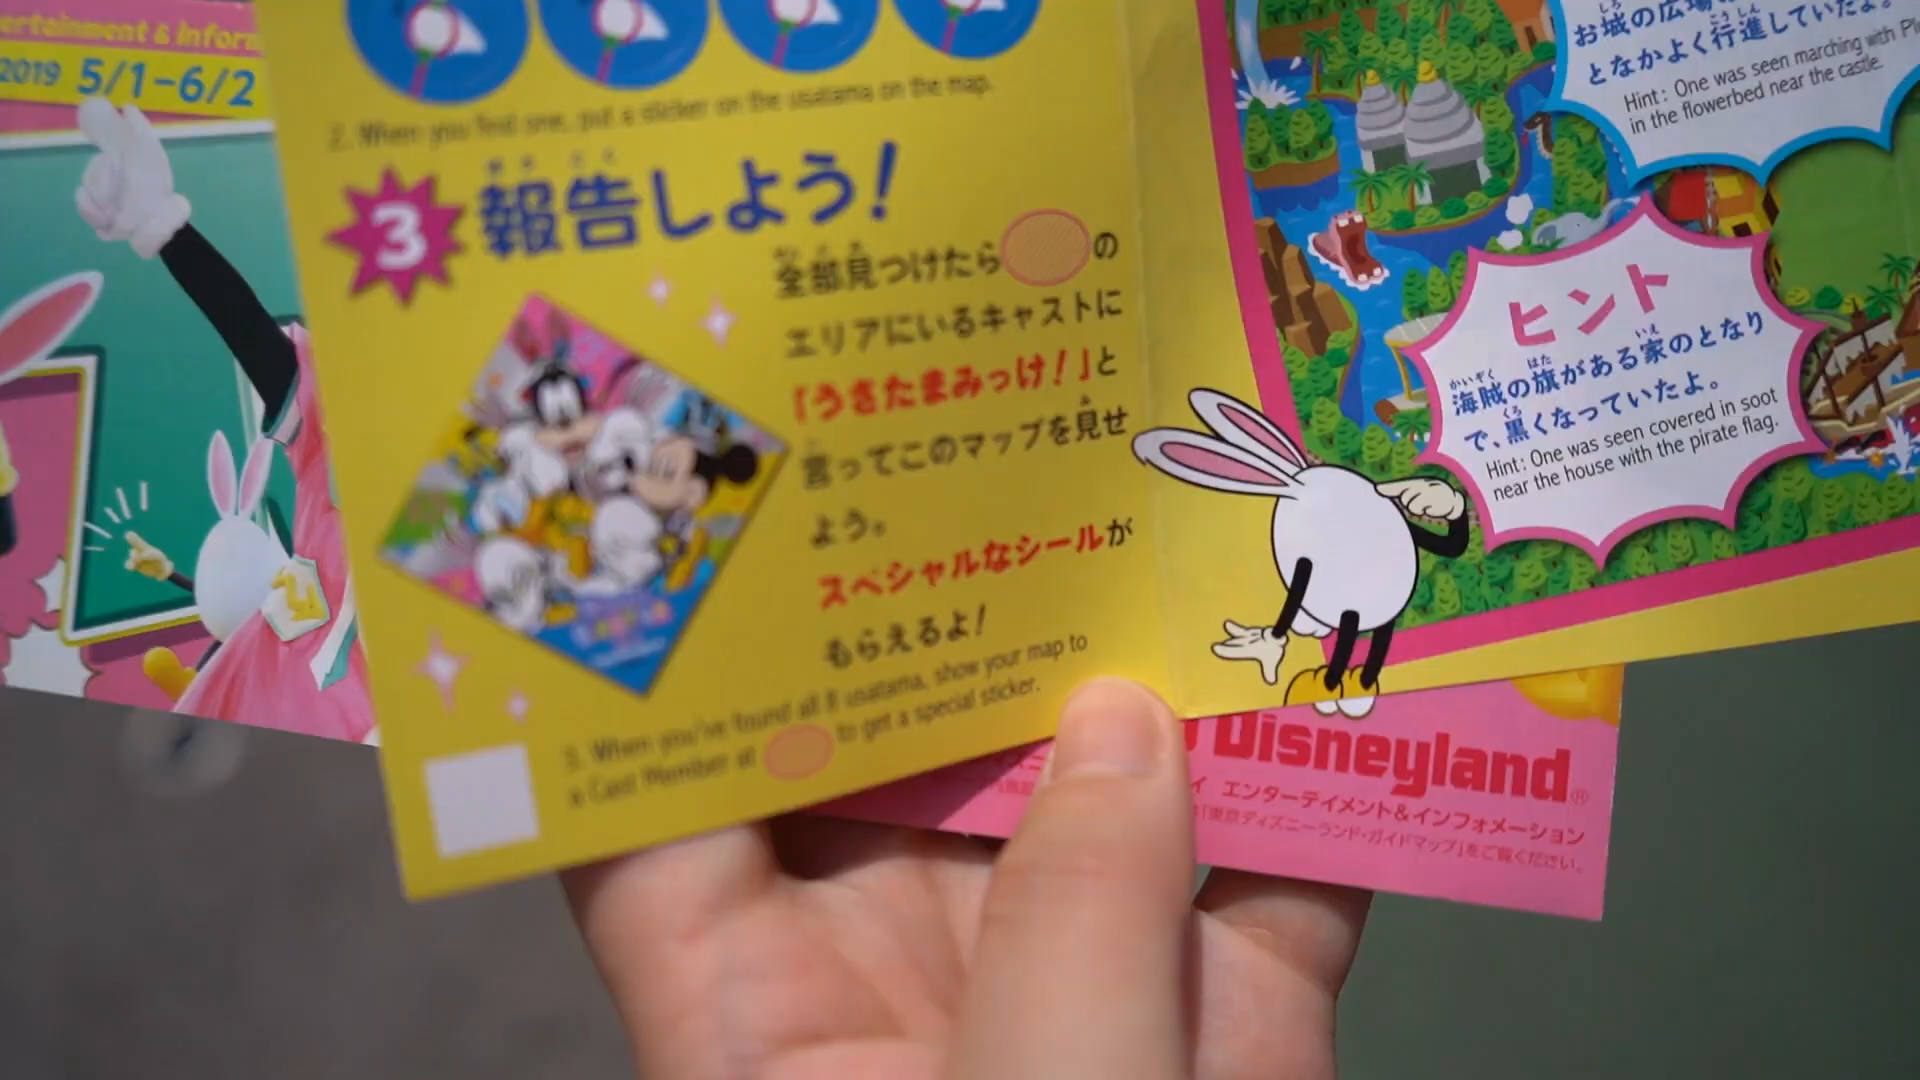 2019 5/1-6/2
2. When you find one, put a sticker on the usatama on the map.
3 報告しよう!
全部見つけたら の
エリアにいるキャストに
「うさたまみっけ!」と
言ってこのマップを見せ
よう。
スペシャルなシールが
もらえるよ!
3. When you've found all 8 usatama, show your map to
a Cast Member at to get a special sticker.
お城の広場
となかよく行進していたよ。
Hint: One was seen marching with
in the flowerbed near the castle.
ヒント
海賊の旗がある家のとなり
で、黒くなっていたよ。
Hint: One was seen covered in soot
near the house with the pirate flag.
Disneyland®
エンターテイメント&インフォメーション
「東京ディズニーランド・ガイドマップ」をご覧ください。